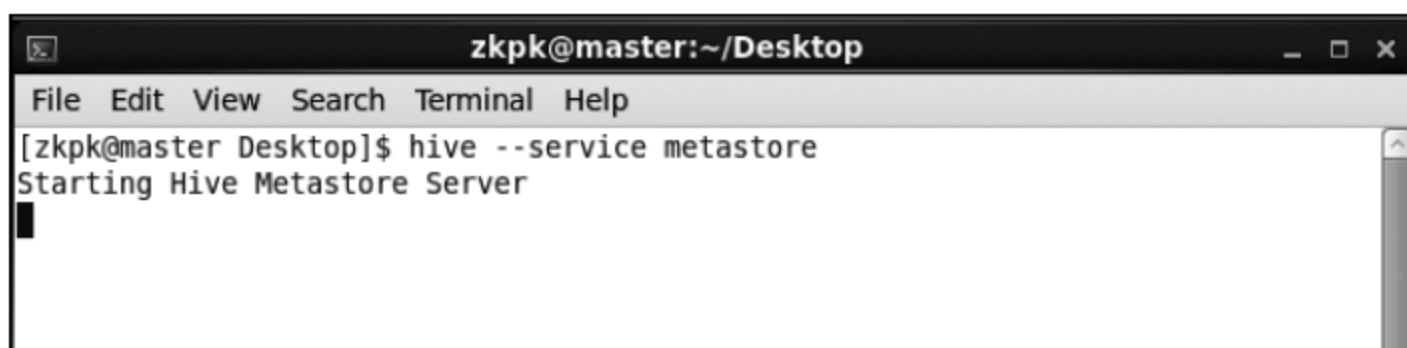 zkpk@master:~/Desktop
File Edit View Search Terminal Help
[zkpk@master Desktop]$ hive --service metastore
Starting Hive Metastore Server